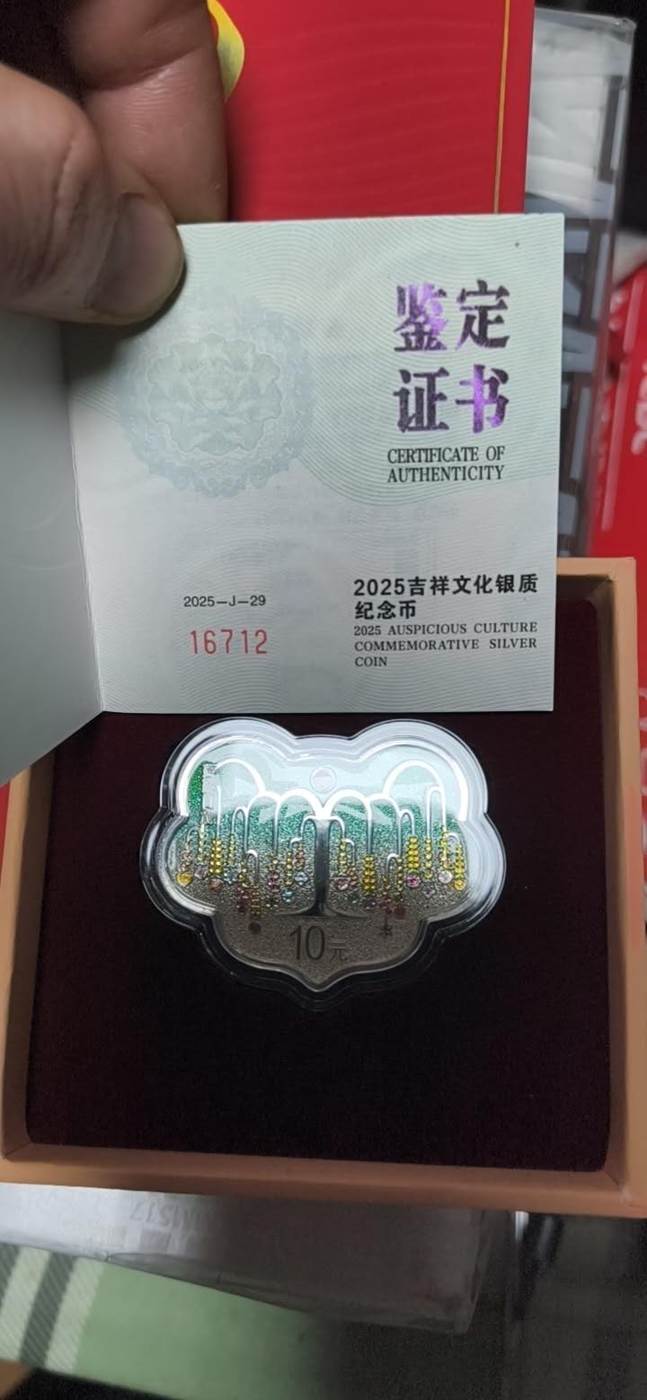 鉴定
证书
CERTIFICATE OF
AUTHENTICITY
2025—J—29
16712
2025吉祥文化银质
纪念币
2025 AUSPICIOUS CULTURE
COMMEMORATIVE SILVER
COIN
10元